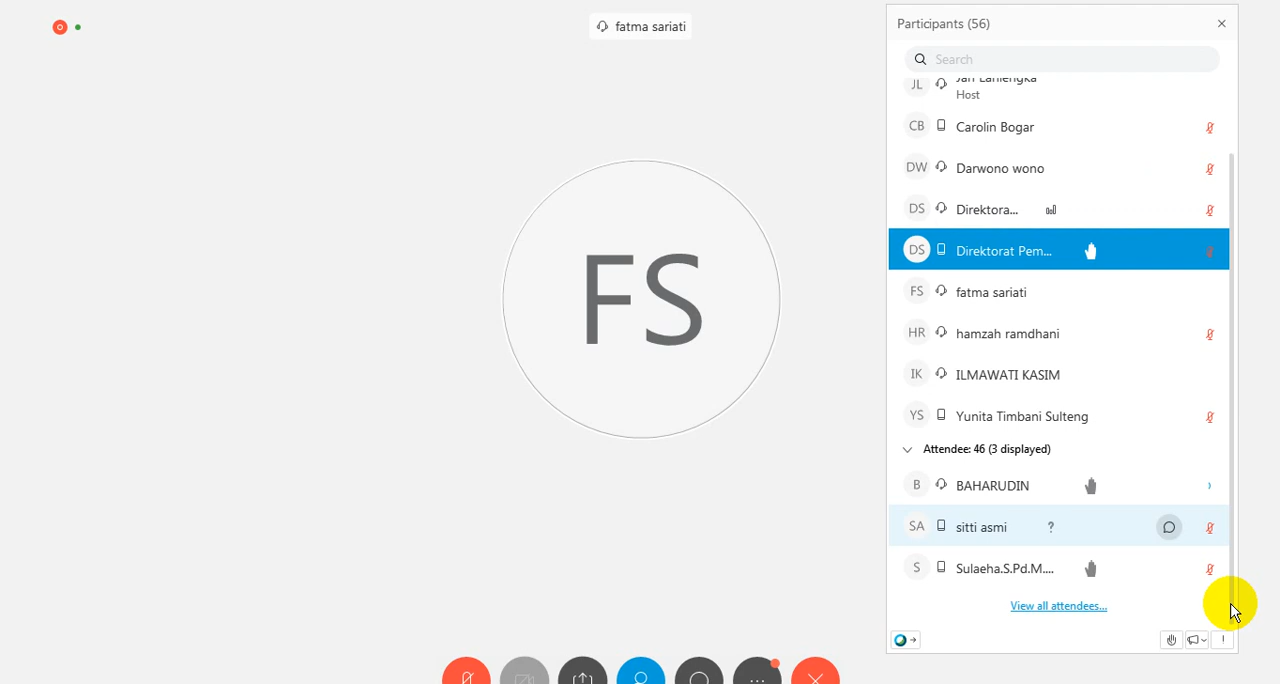 fatma sariati
FS
Participants (56)
Search
JL
Host
CB Carolin Bogar
DW Darwono wono
DS Direktora...
DS Direktorat Pem...
FS fatma sariati
HR hamzah ramdhani
IK ILMAWATI KASIM
YS Yunita Timbani Sulteng
Attendee: 46 (3 displayed)
B BAHARUDIN
SA sitti asmi ?
S Sulaeha.S.Pd.M....
View all attendees...